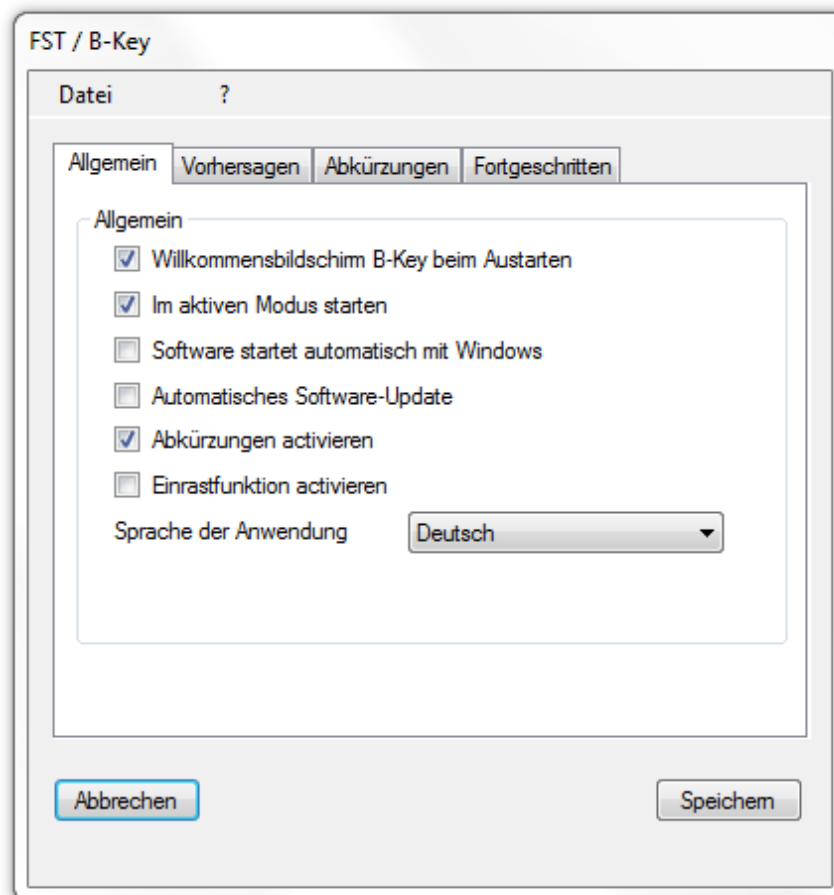 FST / B-Key
Datei ?
Allgemein Vorhersagen Abkürzungen Fortgeschritten
Allgemein
Willkommensbildschirm B-Key beim Austarten
Im aktiven Modus starten
Software startet automatisch mit Windows
Automatisches Software-Update
Abkürzungen activieren
Einrastfunktion activieren
Sprache der Anwendung Deutsch
Abbrechen Speichern